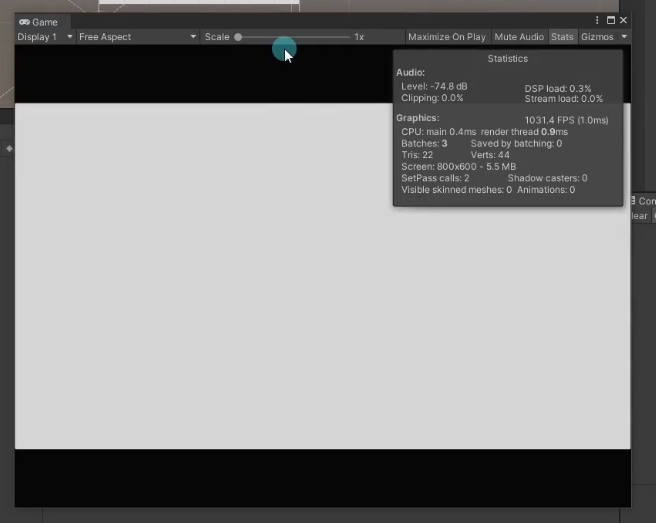 Game
Display 1 Free Aspect Scale 1x Maximize On Play Mute Audio Stats Gizmos
Statistics
Audio:
Level: -74.8 dB DSP load: 0.3%
Clipping: 0.0% Stream load: 0.0%
Graphics: 1031.4 FPS (1.0ms)
CPU: main 0.4ms render thread 0.9ms
Batches: 3 Saved by batching: 0
Tris: 22 Verts: 44
Screen: 800x600 - 5.5 MB
SetPass calls: 2 Shadow casters: 0
Visible skinned meshes: 0 Animations: 0
Con
lear